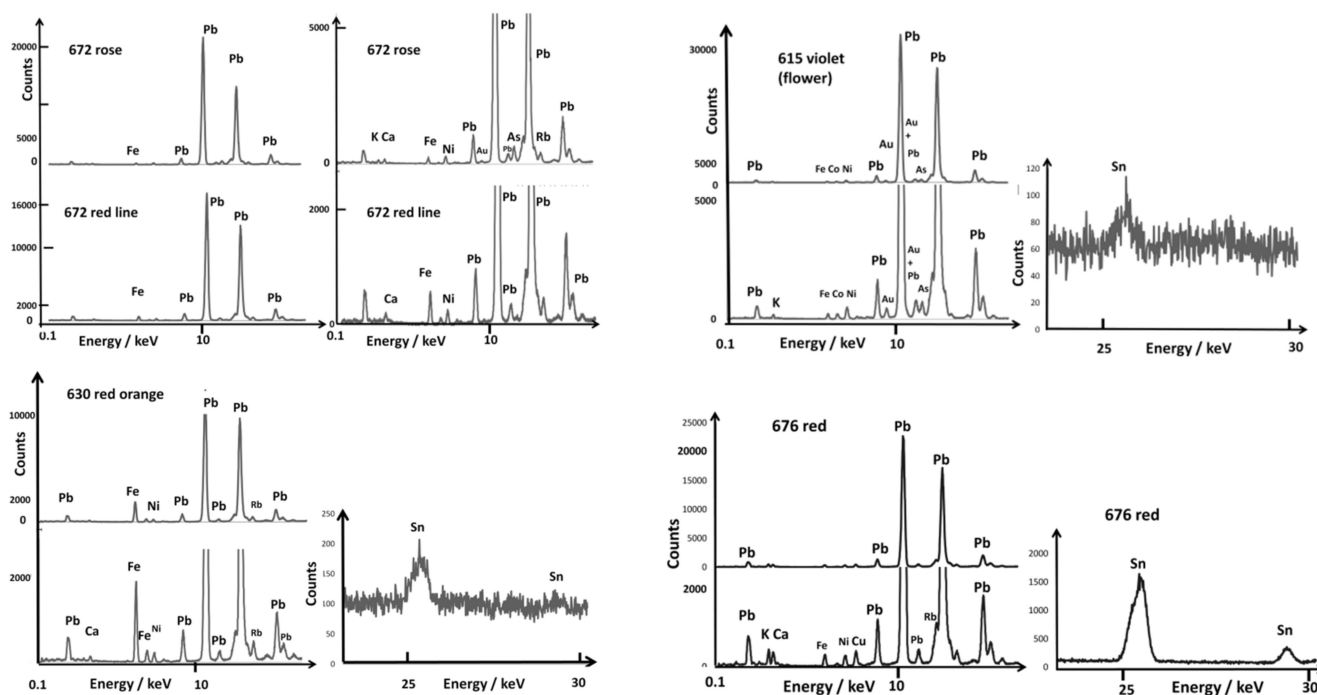 672 rose
Counts
20000
5000
0
Fe
Pb
Pb
Pb
Pb
672 red line
16000
10000
2000
0
Fe
Pb
Pb
Pb
Pb
0.1
Energy / keV
10
672 rose
5000
0
K Ca
Fe
Ni
Pb
Au
Pb
Pb
As
Pb
Rb
Pb
672 red line
2000
0
Ca
Fe
Ni
Pb
Pb
Pb
Pb
Pb
0.1
Energy / keV
10
615 violet
(flower)
Counts
30000
5000
0
Pb
Fe Co Ni
Pb
Au
Au
+
Pb
As
Pb
Pb
5000
0
Pb
K
Fe Co Ni
Pb
Au
Au
+
Pb
As
0.1
10
Energy / keV
Counts
120
100
80
60
40
20
0
Sn
25
Energy / keV
30
630 red orange
Counts
10000
2000
0
Pb
Fe
Ni
Pb
Pb
Pb
Pb
Rb
Pb
2000
0
Pb
Ca
Fe
Fe
Ni
Pb
Pb
Rb
Pb
Pb
0.1
10
Energy / keV
Counts
250
200
150
100
50
0
Sn
Sn
25
Energy / keV
30
676 red
Counts
25000
20000
15000
10000
5000
0
Pb
Pb
Pb
Pb
Pb
2000
0
Pb
K Ca
Fe
Ni
Cu
Pb
Pb
Rb
Pb
0.1
10
Energy / keV
676 red
Counts
2000
1500
1000
500
0
Sn
Sn
25
Energy / keV
30